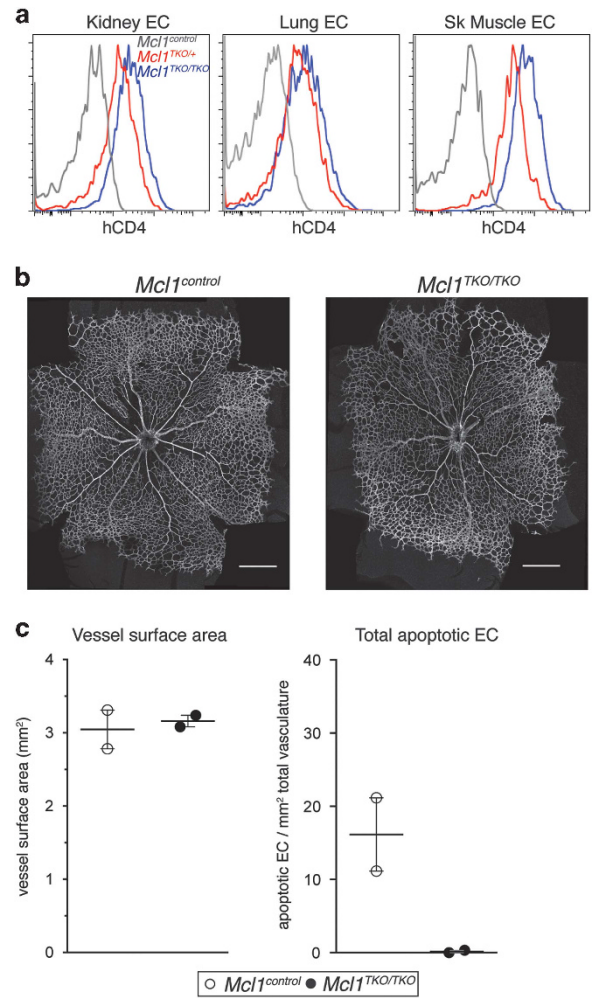 a
Kidney EC
Lung EC
Sk Muscle EC
Mcl1control
Mcl1TKO/+
Mcl1TKO/TKO
hCD4
hCD4
hCD4
b
Mcl1control
Mcl1TKO/TKO
c
Vessel surface area
Total apoptotic EC
vessel surface area (mm²)
4
3
2
1
0
apoptotic EC / mm² total vasculature
40
30
20
10
0
Mcl1control
Mcl1TKO/TKO